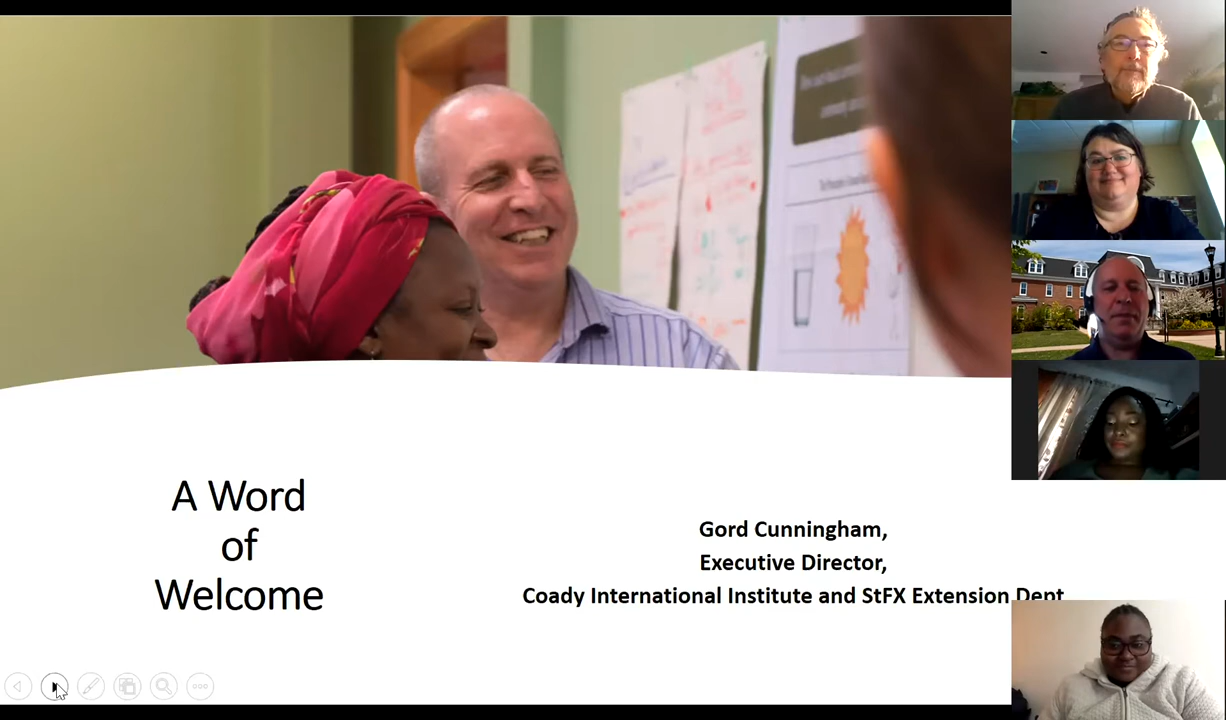 A Word
of
Welcome
Gord Cunningham,
Executive Director,
Coady International Institute and StFX Extension Dept